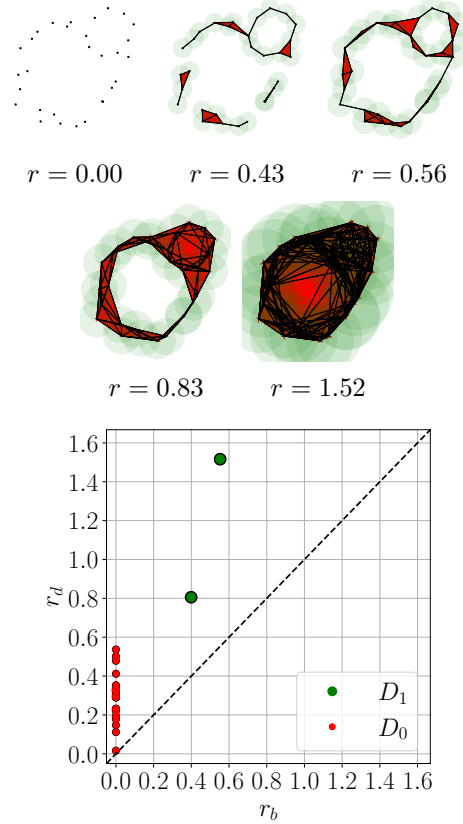 r = 0.00
r = 0.43
r = 0.56
r = 0.83
r = 1.52
1.6
1.4
1.2
1.0
0.8
0.6
0.4
0.2
0.0
r_d
D_1
D_0
0.0 0.2 0.4 0.6 0.8 1.0 1.2 1.4 1.6
r_b